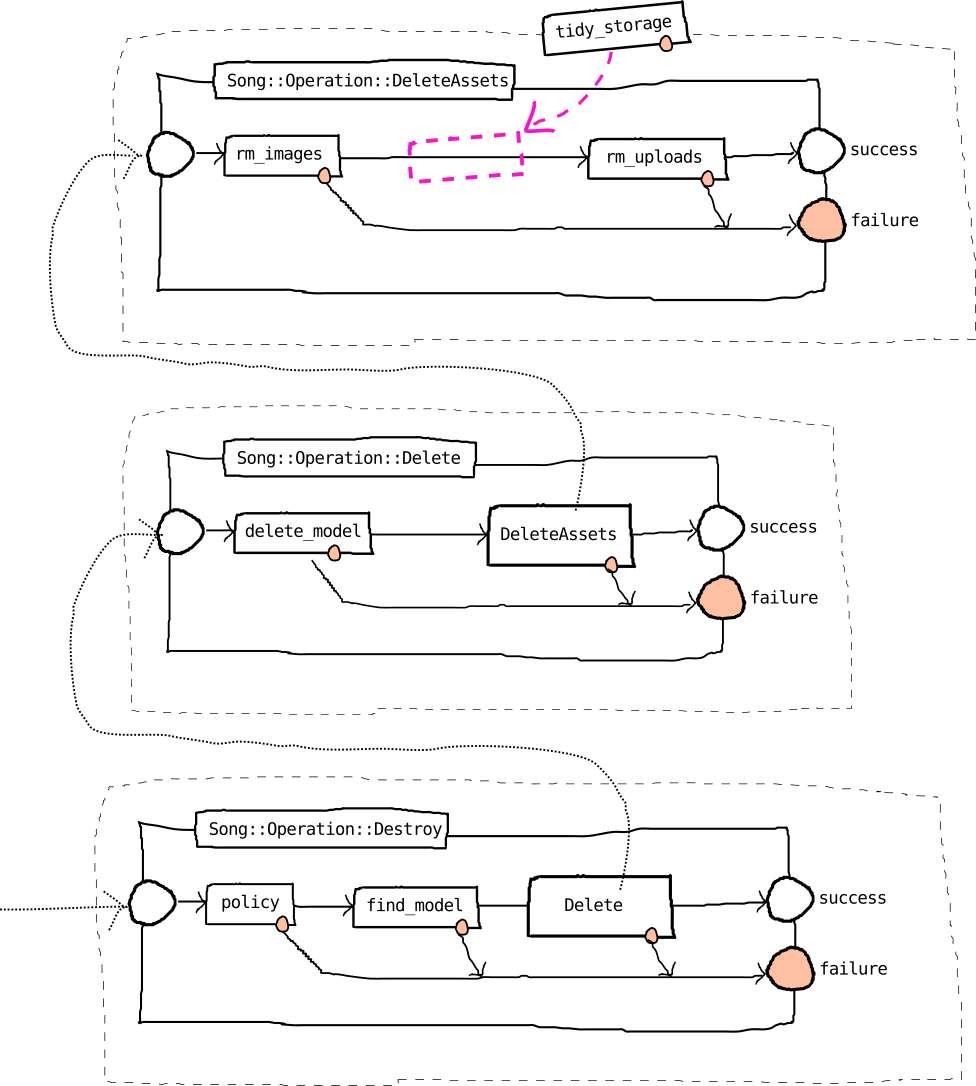 tidy_storage
Song::Operation::DeleteAssets
rm_images
rm_uploads
success
failure
Song::Operation::Delete
delete_model
DeleteAssets
success
failure
Song::Operation::Destroy
policy
find_model
Delete
success
failure